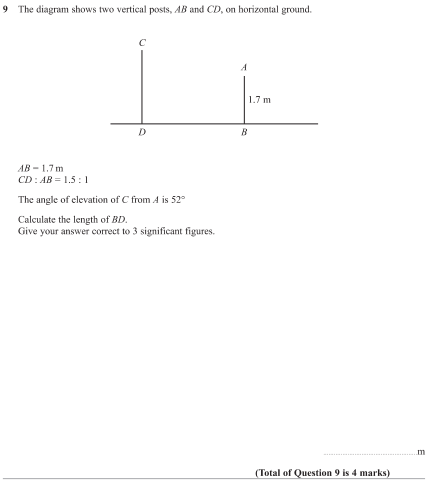 9 The diagram shows two vertical posts, AB and CD, on horizontal ground.
C
A
1.7 m
D B
AB = 1.7 m
CD : AB = 1.5 : 1
The angle of elevation of C from A is 52°
Calculate the length of BD.
Give your answer correct to 3 significant figures.
........................................m
(Total of Question 9 is 4 marks)